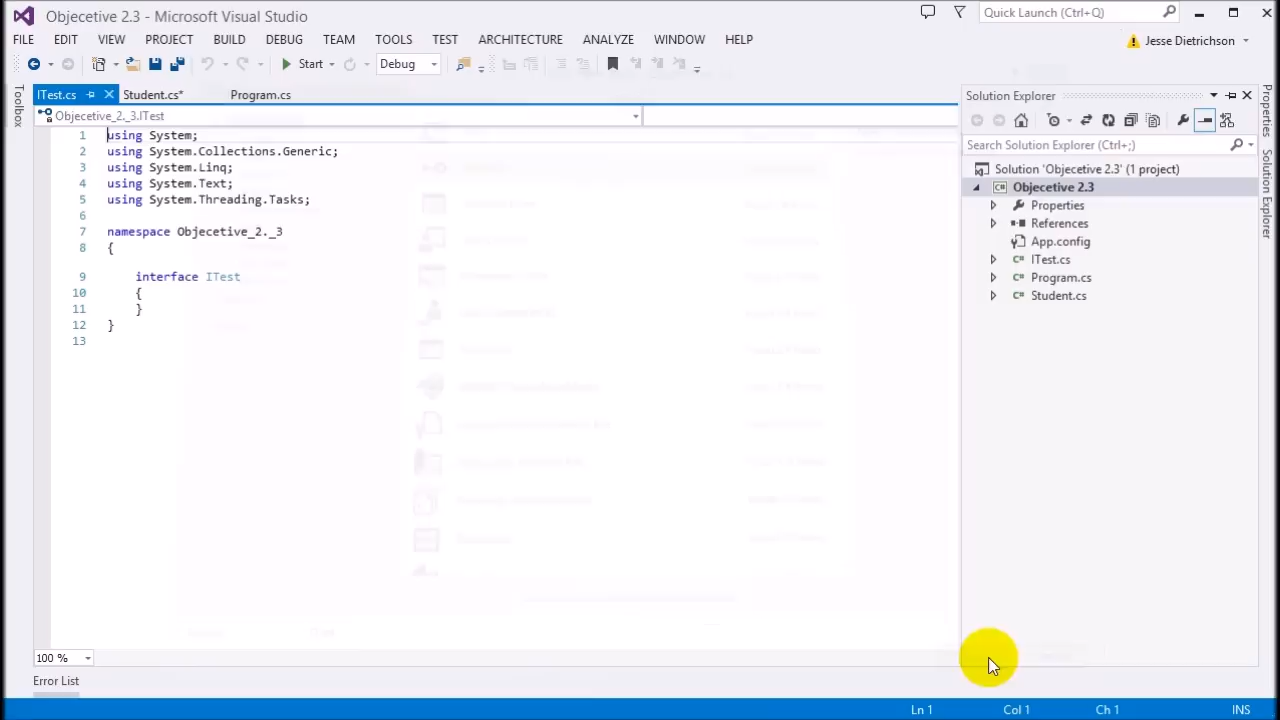 Objecetive 2.3 - Microsoft Visual Studio
Quick Launch (Ctrl+Q)
FILE EDIT VIEW PROJECT BUILD DEBUG TEAM TOOLS TEST ARCHITECTURE ANALYZE WINDOW HELP
Jesse Dietrichson
Start Debug
Toolbox
ITest.cs Student.cs* Program.cs
Objecetive_2._3.ITest
1 using System;
2 using System.Collections.Generic;
3 using System.Linq;
4 using System.Text;
5 using System.Threading.Tasks;
6
7 namespace Objecetive_2._3
8 {
9 interface ITest
10 {
11 }
12 }
13
100 %
Error List
Solution Explorer
Search Solution Explorer (Ctrl+;)
Solution 'Objecetive 2.3' (1 project)
C# Objecetive 2.3
Properties
References
App.config
C# ITest.cs
C# Program.cs
C# Student.cs
Properties
Solution Explorer
Ln 1 Col 1 Ch 1 INS